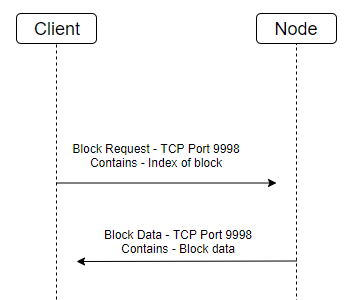 Client
Node
Block Request - TCP Port 9998
Contains - Index of block
Block Data - TCP Port 9998
Contains - Block data